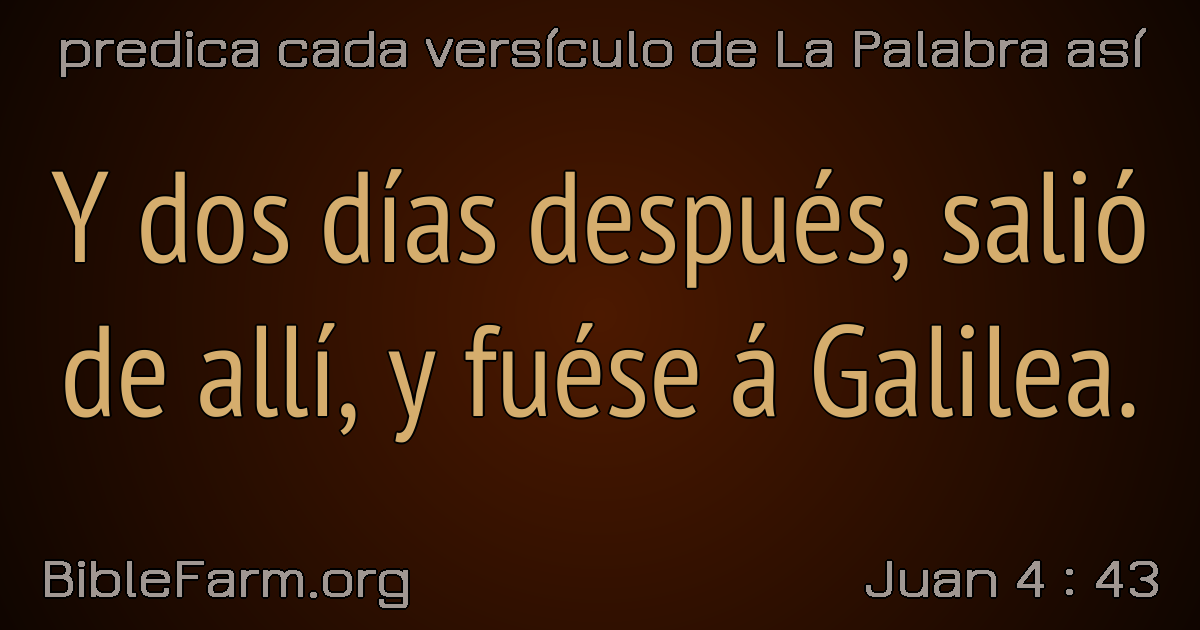 predica cada versículo de La Palabra así
Y dos días después, salió
de allí, y fuése á Galilea.
BibleFarm.org
Juan 4 : 43